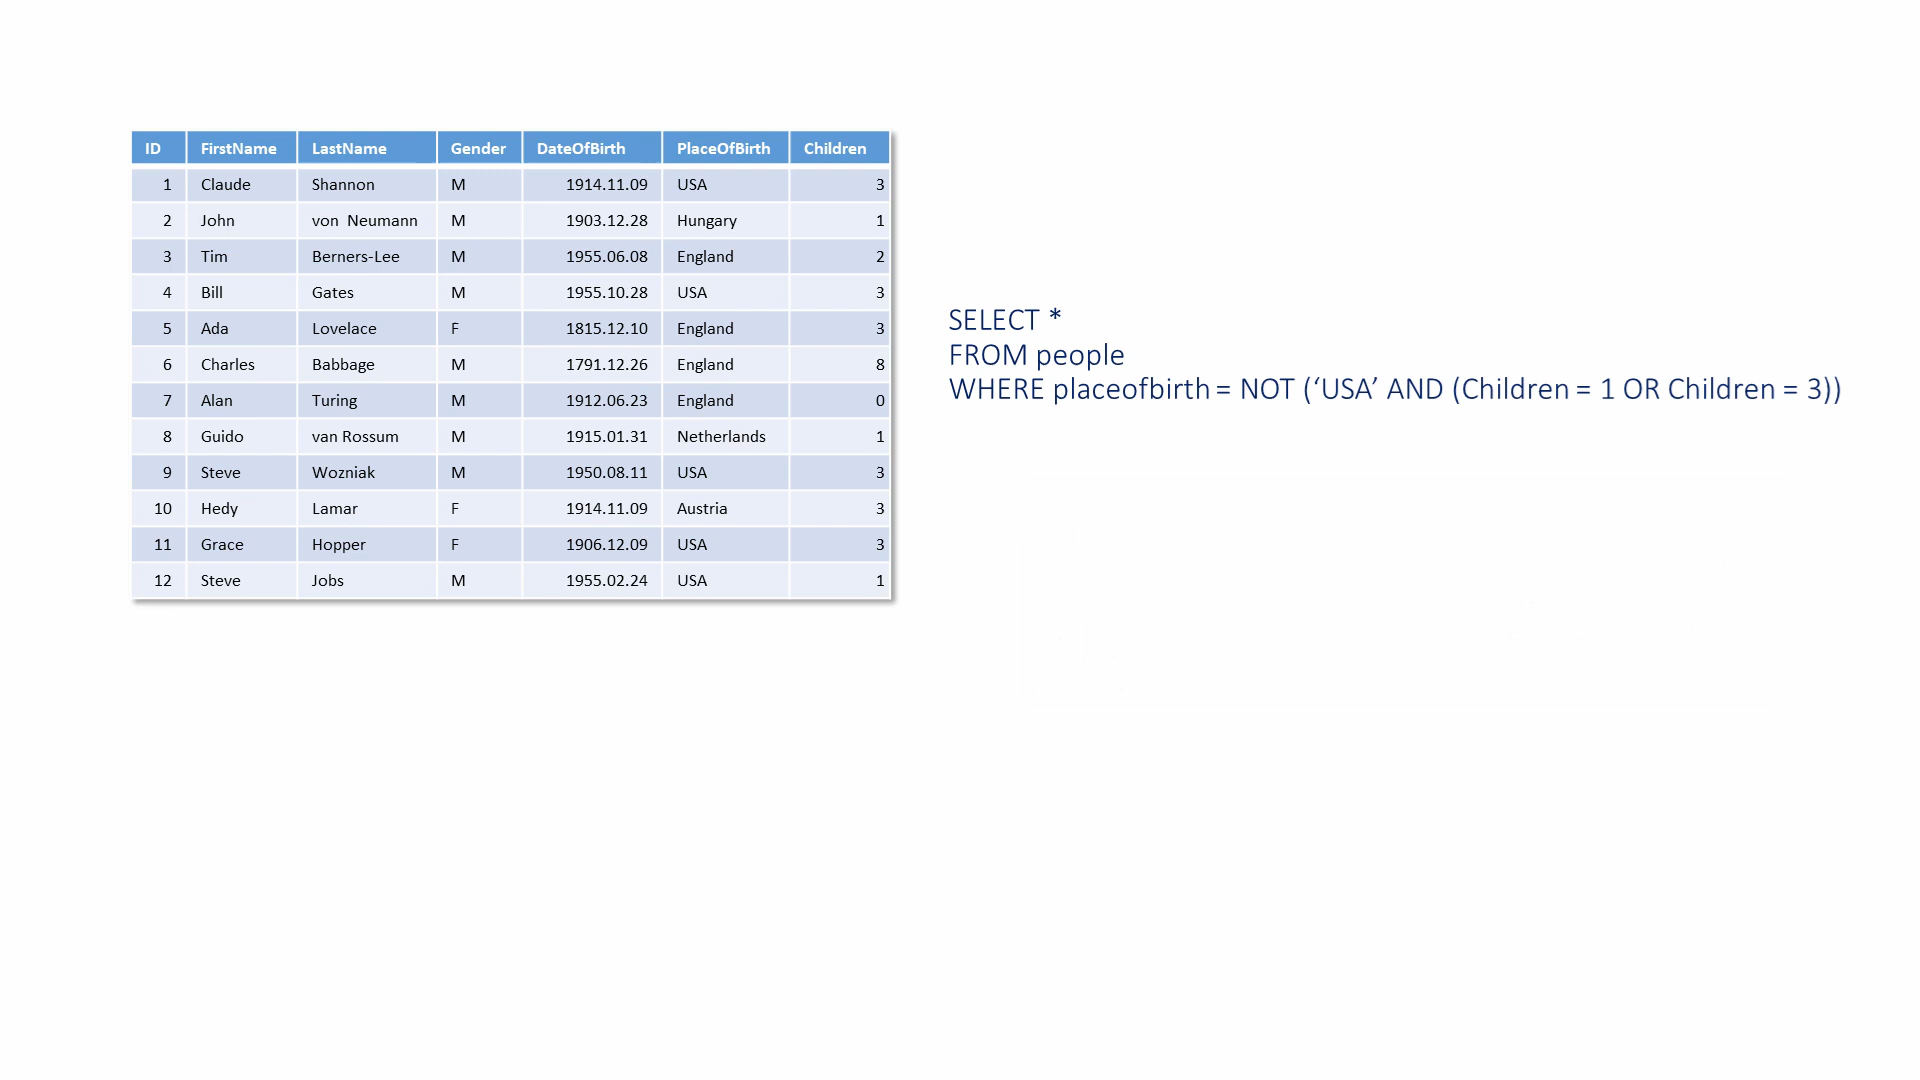 ID FirstName LastName Gender DateOfBirth PlaceOfBirth Children
1 Claude Shannon M 1914.11.09 USA 3
2 John von Neumann M 1903.12.28 Hungary 1
3 Tim Berners-Lee M 1955.06.08 England 2
4 Bill Gates M 1955.10.28 USA 3
5 Ada Lovelace F 1815.12.10 England 3
6 Charles Babbage M 1791.12.26 England 8
7 Alan Turing M 1912.06.23 England 0
8 Guido van Rossum M 1915.01.31 Netherlands 1
9 Steve Wozniak M 1950.08.11 USA 3
10 Hedy Lamar F 1914.11.09 Austria 3
11 Grace Hopper F 1906.12.09 USA 3
12 Steve Jobs M 1955.02.24 USA 1
SELECT *
FROM people
WHERE placeofbirth = NOT (‘USA’ AND (Children = 1 OR Children = 3))